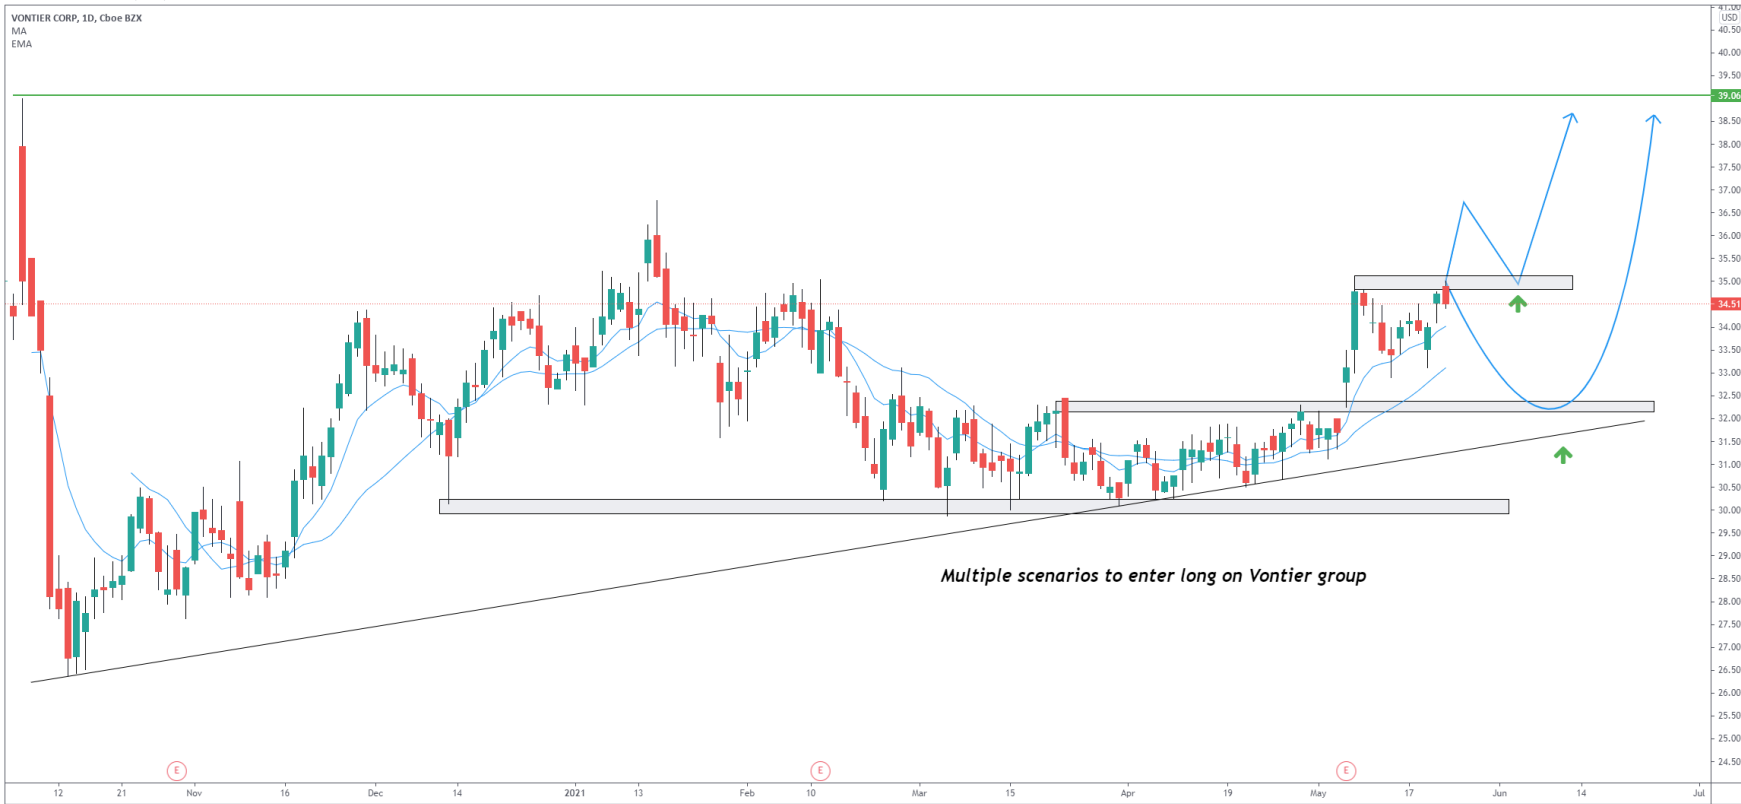 VONTIER CORP, 1D, Cboe BZX
MA
EMA
41.00
USD
40.50
40.00
39.50
39.06
38.50
38.00
37.50
37.00
36.50
36.00
35.50
35.00
34.51
34.00
33.50
33.00
32.50
32.00
31.50
31.00
30.50
30.00
29.50
29.00
28.50
28.00
27.50
27.00
26.50
26.00
25.50
25.00
24.50
Multiple scenarios to enter long on Vontier group
E
E
E
12
21
Nov
16
Dec
14
2021
13
Feb
10
Mar
15
Apr
19
May
17
Jun
14
Jul